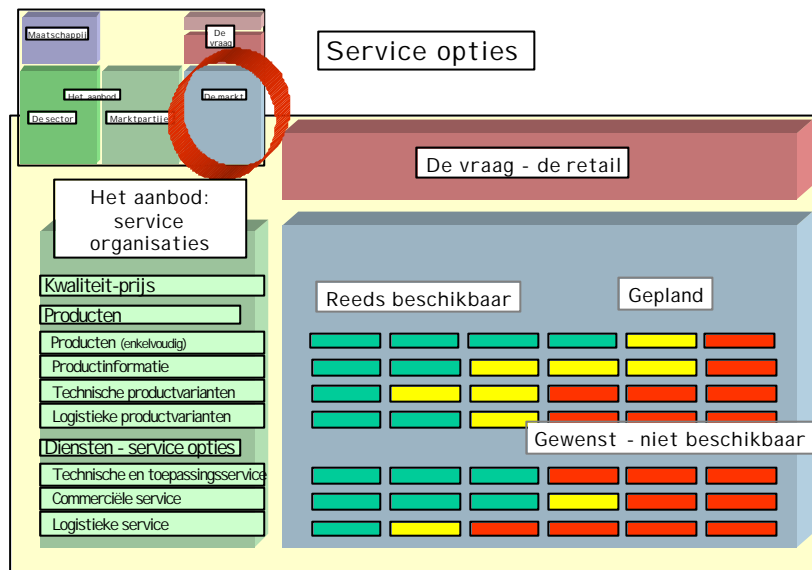 Maatschappij
De
vraag
Service opties
Het aanbod
De markt
De sector
Marktpartije
De vraag - de retail
Het aanbod:
service
organisaties
Kwaliteit-prijs
Reeds beschikbaar
Gepland
Producten
Producten (enkelvoudig)
Productinformatie
Technische productvarianten
Logistieke productvarianten
Gewenst - niet beschikbaar
Diensten - service opties
Technische en toepassingsservice
Commerciële service
Logistieke service